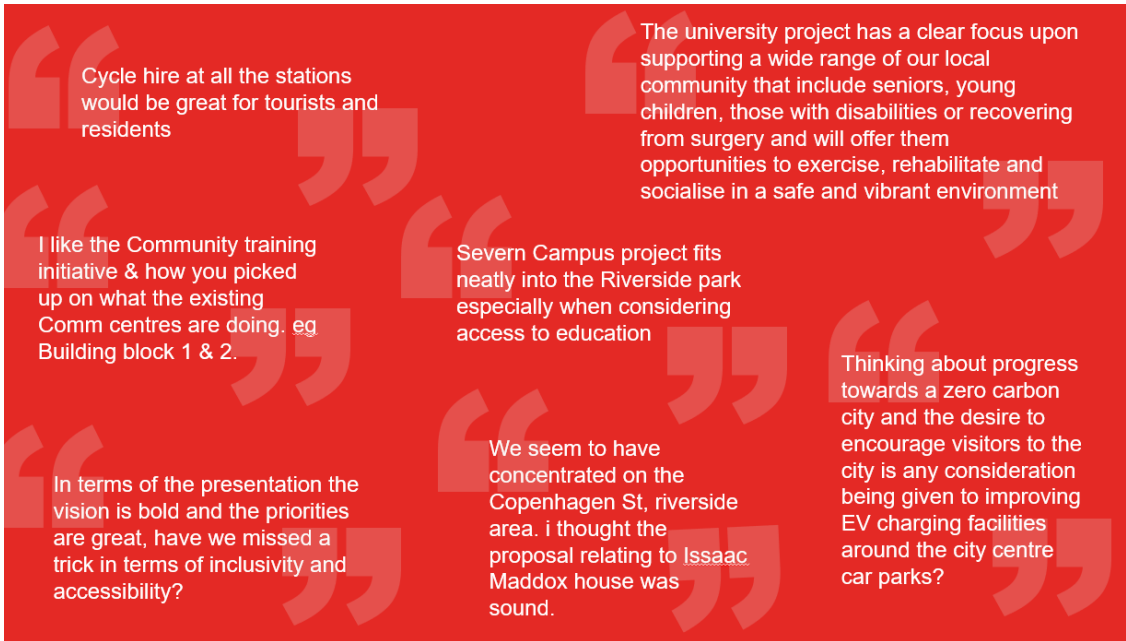 Cycle hire at all the stations
would be great for tourists and
residents
The university project has a clear focus upon
supporting a wide range of our local
community that include seniors, young
children, those with disabilities or recovering
from surgery and will offer them
opportunities to exercise, rehabilitate and
socialise in a safe and vibrant environment
I like the Community training
initiative & how you picked
up on what the existing
Comm centres are doing. eg
Building block 1 & 2.
Severn Campus project fits
neatly into the Riverside park
especially when considering
access to education
Thinking about progress
towards a zero carbon
city and the desire to
encourage visitors to the
city is any consideration
being given to improving
EV charging facilities
around the city centre
car parks?
In terms of the presentation the
vision is bold and the priorities
are great, have we missed a
trick in terms of inclusivity and
accessibility?
We seem to have
concentrated on the
Copenhagen St, riverside
area. i thought the
proposal relating to Issaac
Maddox house was
sound.